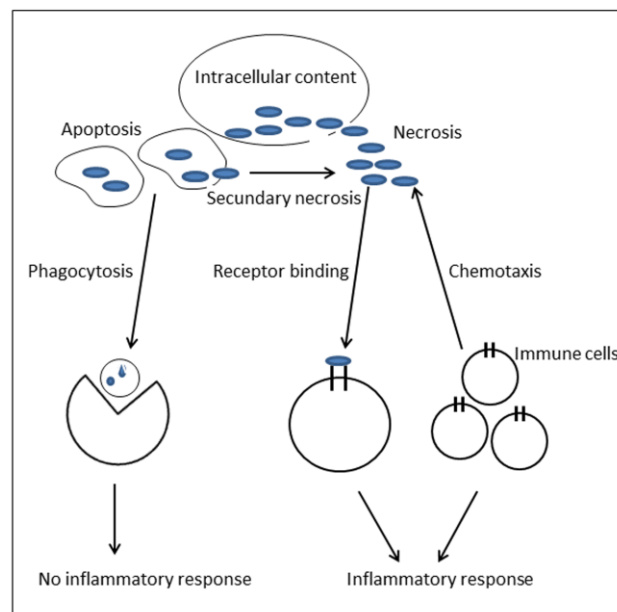 Intracellular content
Apoptosis
Necrosis
Secundary necrosis
Phagocytosis
Receptor binding
Chemotaxis
Immune cells
No inflammatory response
Inflammatory response